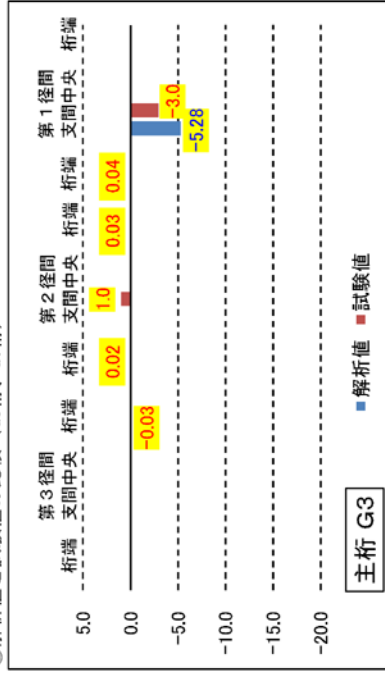 第3径間
第2径間
第1径間
桁端
支間中央
桁端
桁端
支間中央
桁端
桁端
支間中央
桁端
5.0
0.0
-5.0
-10.0
-15.0
-20.0
-0.03
0.02
1.0
0.03
0.04
-5.28
-3.0
主桁 G3
解析値
試験値